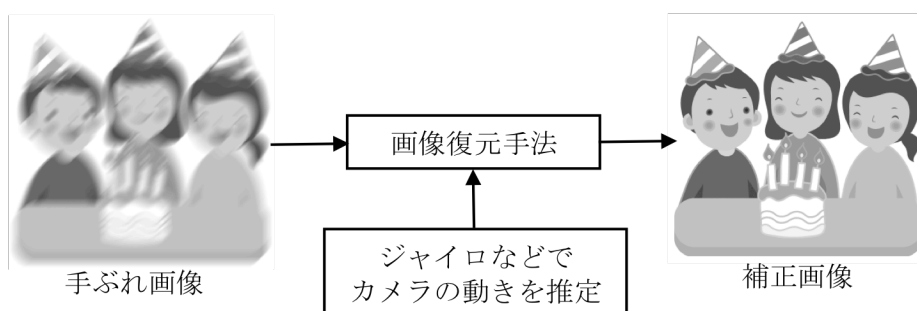 画像復元手法
ジャイロなどで
カメラの動きを推定
手ぶれ画像
補正画像